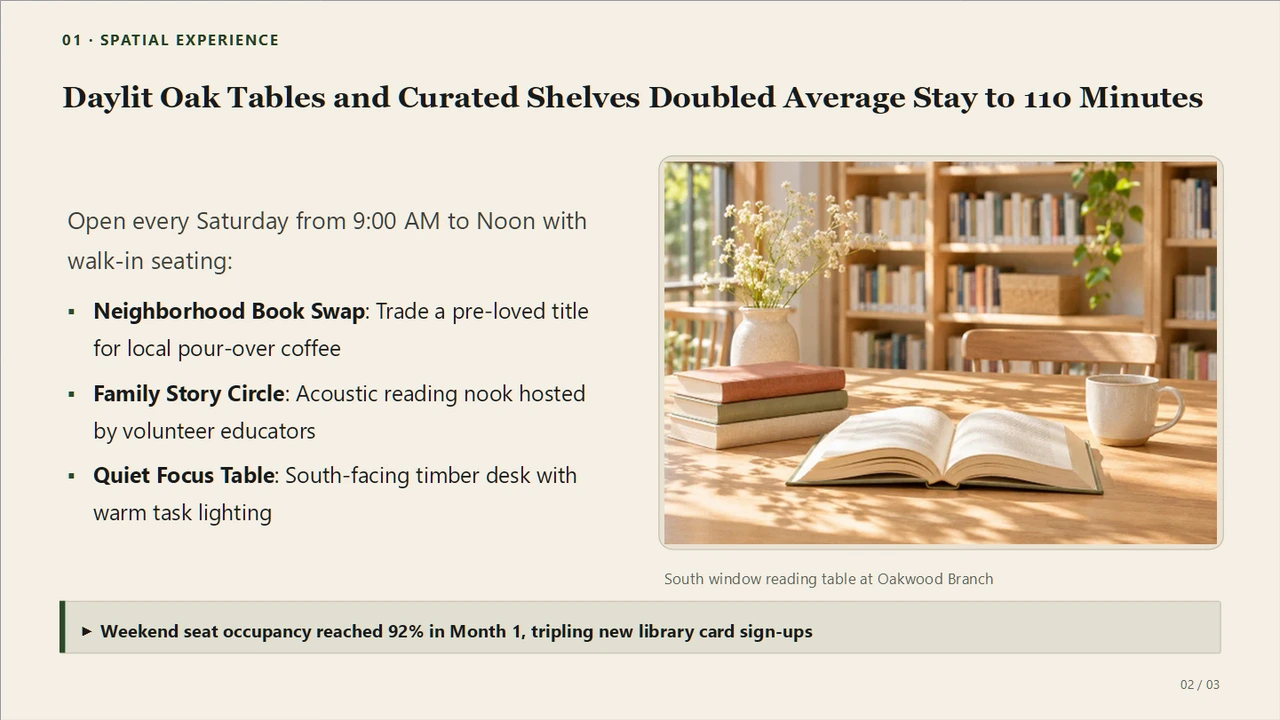 01 · SPATIAL EXPERIENCE
Daylit Oak Tables and Curated Shelves Doubled Average Stay to 110 Minutes
Open every Saturday from 9:00 AM to Noon with
walk-in seating:
▪ Neighborhood Book Swap: Trade a pre-loved title
for local pour-over coffee
▪ Family Story Circle: Acoustic reading nook hosted
by volunteer educators
▪ Quiet Focus Table: South-facing timber desk with
warm task lighting
South window reading table at Oakwood Branch
► Weekend seat occupancy reached 92% in Month 1, tripling new library card sign-ups
02 / 03